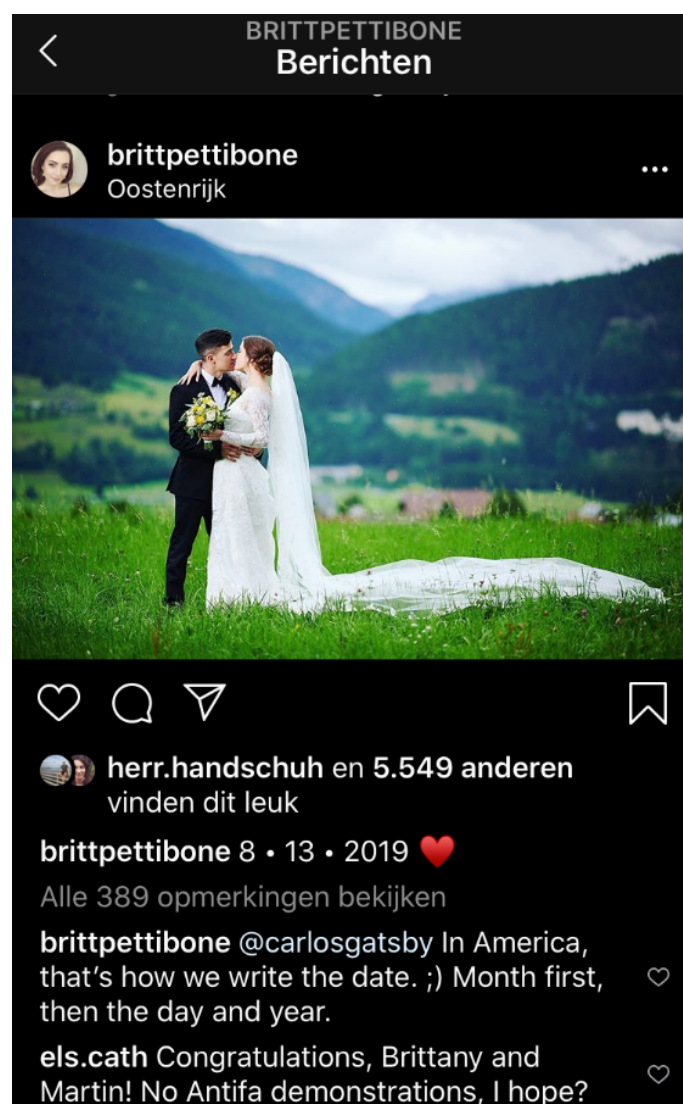 BRITTPETTIBONE
Berichten
brittpettibone
Oostenrijk
herr.handschuh en 5.549 anderen
vinden dit leuk
brittpettibone 8 • 13 • 2019 ❤️
Alle 389 opmerkingen bekijken
brittpettibone @carlosgatsby In America,
that's how we write the date. ;) Month first,
then the day and year.
els.cath Congratulations, Brittany and
Martin! No Antifa demonstrations, I hope?